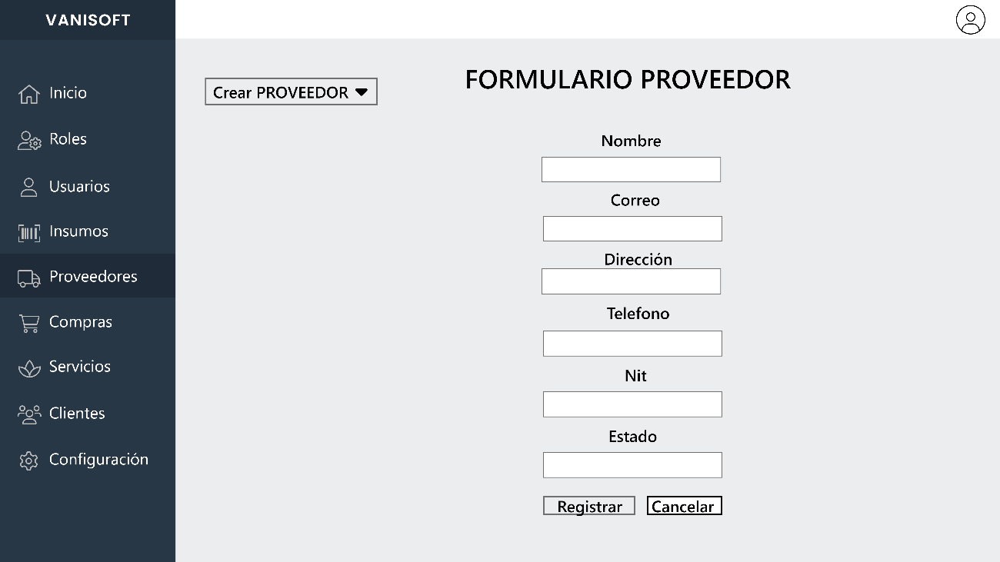 VANISOFT
Inicio
Roles
Usuarios
Insumos
Proveedores
Compras
Servicios
Clientes
Configuración
Crear PROVEEDOR
FORMULARIO PROVEEDOR
Nombre
Correo
Dirección
Telefono
Nit
Estado
Registrar
Cancelar